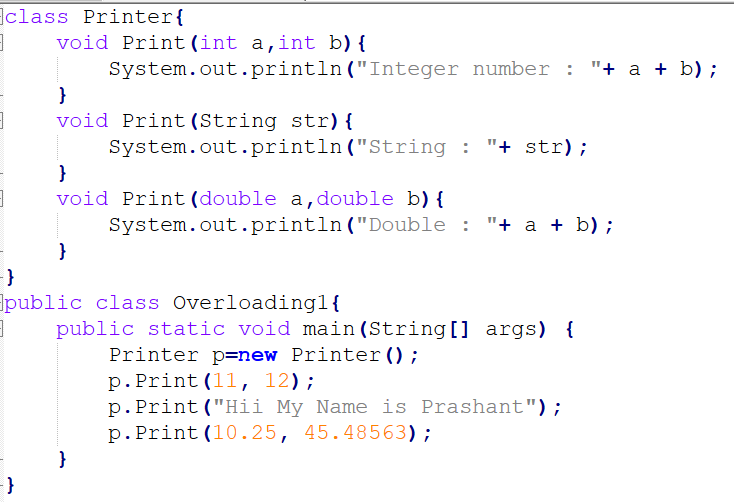 class Printer{
    void Print(int a,int b){
        System.out.println("Integer number : "+ a + b);
    }
    void Print(String str){
        System.out.println("String : "+ str);
    }
    void Print(double a,double b){
        System.out.println("Double : "+ a + b);
    }
}
public class Overloading1{
    public static void main(String[] args) {
        Printer p=new Printer();
        p.Print(11, 12);
        p.Print("Hii My Name is Prashant");
        p.Print(10.25, 45.48563);
    }
}